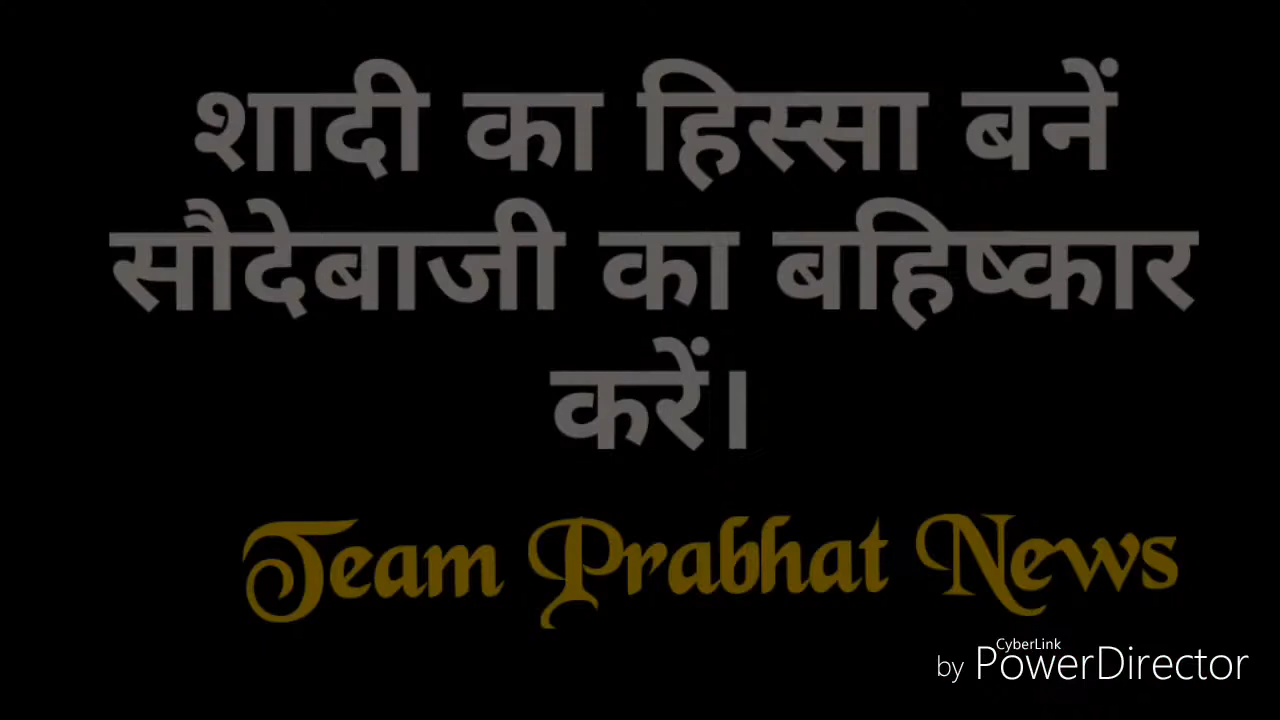 शादी का हिस्सा बनें
सौदेबाजी का बहिष्कार
करें।
Team Prabhat News
CyberLink
by PowerDirector